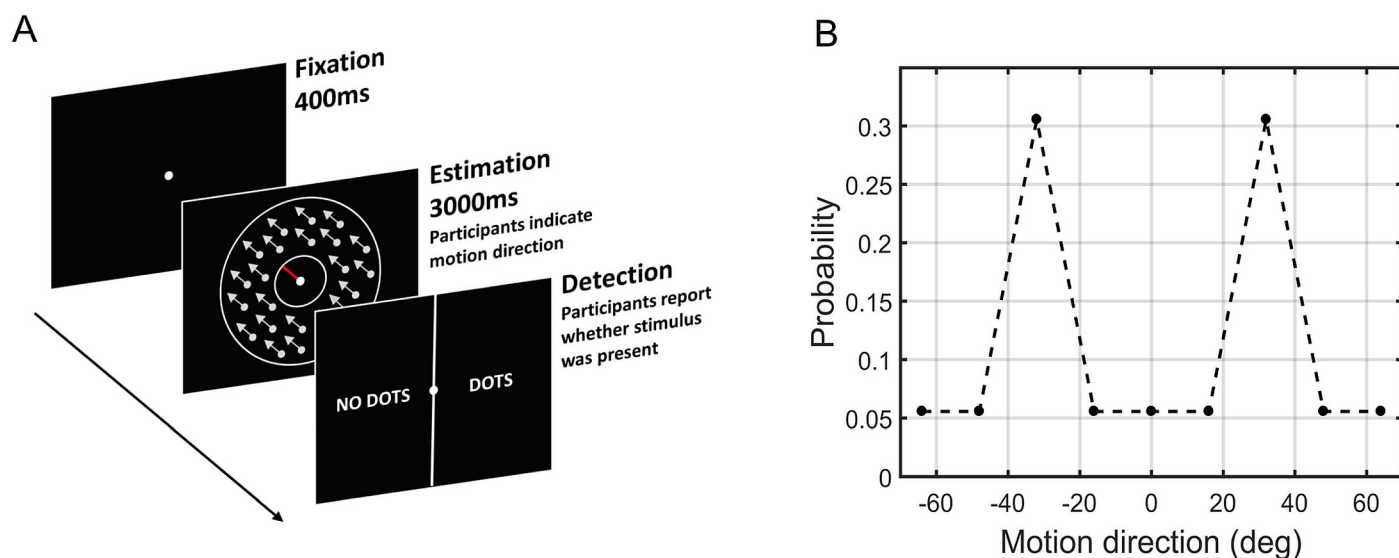 A
Fixation
400ms
Estimation
3000ms
Participants indicate
motion direction
Detection
Participants report
whether stimulus
was present
NO DOTS
DOTS
B
Probability
0.3
0.25
0.2
0.15
0.1
0.05
0
-60 -40 -20 0 20 40 60
Motion direction (deg)